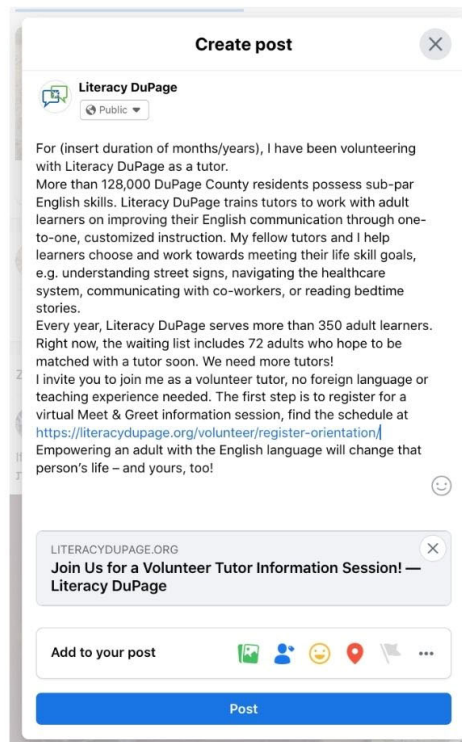 Create post
Literacy DuPage
Public
For (insert duration of months/years), I have been volunteering
with Literacy DuPage as a tutor.
More than 128,000 DuPage County residents possess sub-par
English skills. Literacy DuPage trains tutors to work with adult
learners on improving their English communication through one-
to-one, customized instruction. My fellow tutors and I help
learners choose and work towards meeting their life skill goals,
e.g. understanding street signs, navigating the healthcare
system, communicating with co-workers, or reading bedtime
stories.
Every year, Literacy DuPage serves more than 350 adult learners.
Right now, the waiting list includes 72 adults who hope to be
matched with a tutor soon. We need more tutors!
I invite you to join me as a volunteer tutor, no foreign language or
teaching experience needed. The first step is to register for a
virtual Meet & Greet information session, find the schedule at
https://literacydupage.org/volunteer/register-orientation/
Empowering an adult with the English language will change that
person's life – and yours, too!
LITERACYDUPAGE.ORG
Join Us for a Volunteer Tutor Information Session! —
Literacy DuPage
Add to your post
Post